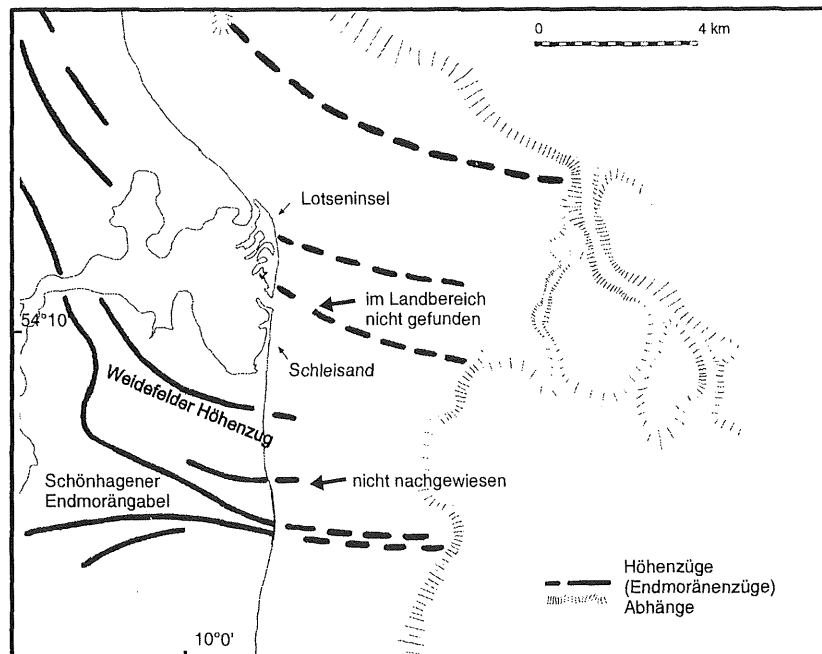 0 4 km
Lotseninsel
im Landbereich
nicht gefunden
54°10'
Schleisand
Weidefelder Höhenzug
Schönhagener
Endmorängabel
nicht nachgewiesen
Höhenzüge
(Endmoränenzüge)
Abhänge
10°0'